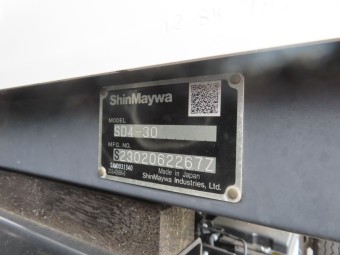 ShinMaywa
MODEL
SD4-30
MFG. NO.
S2302062267Z
Made in Japan
ShinMaywa Industries, Ltd.